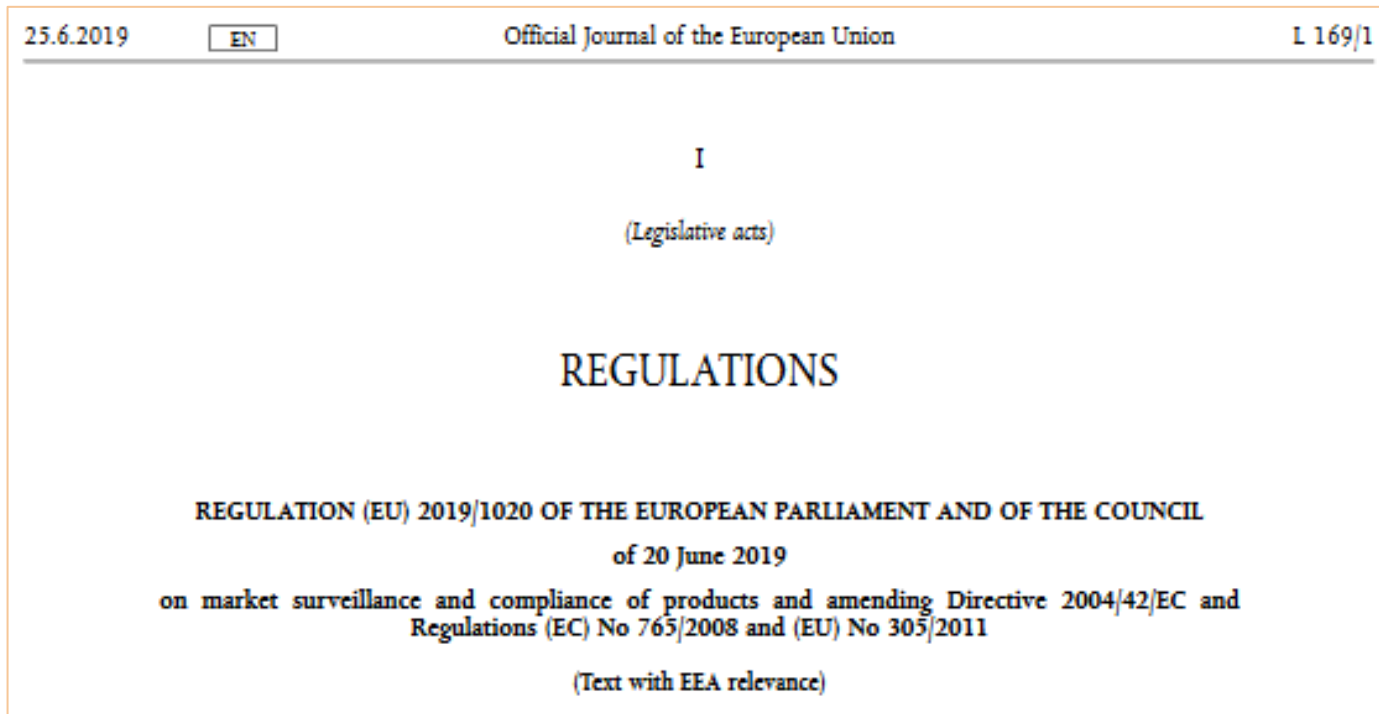 25.6.2019 EN Official Journal of the European Union L 169/1
I
(Legislative acts)
REGULATIONS
REGULATION (EU) 2019/1020 OF THE EUROPEAN PARLIAMENT AND OF THE COUNCIL
of 20 June 2019
on market surveillance and compliance of products and amending Directive 2004/42/EC and
Regulations (EC) No 765/2008 and (EU) No 305/2011
(Text with EEA relevance)